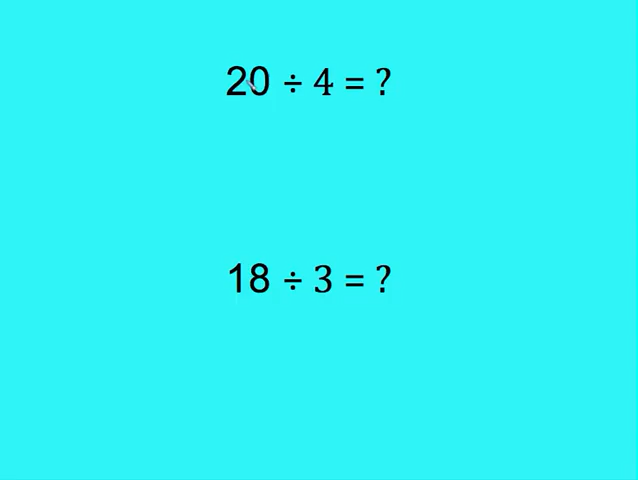 20 ÷ 4 = ?
18 ÷ 3 = ?